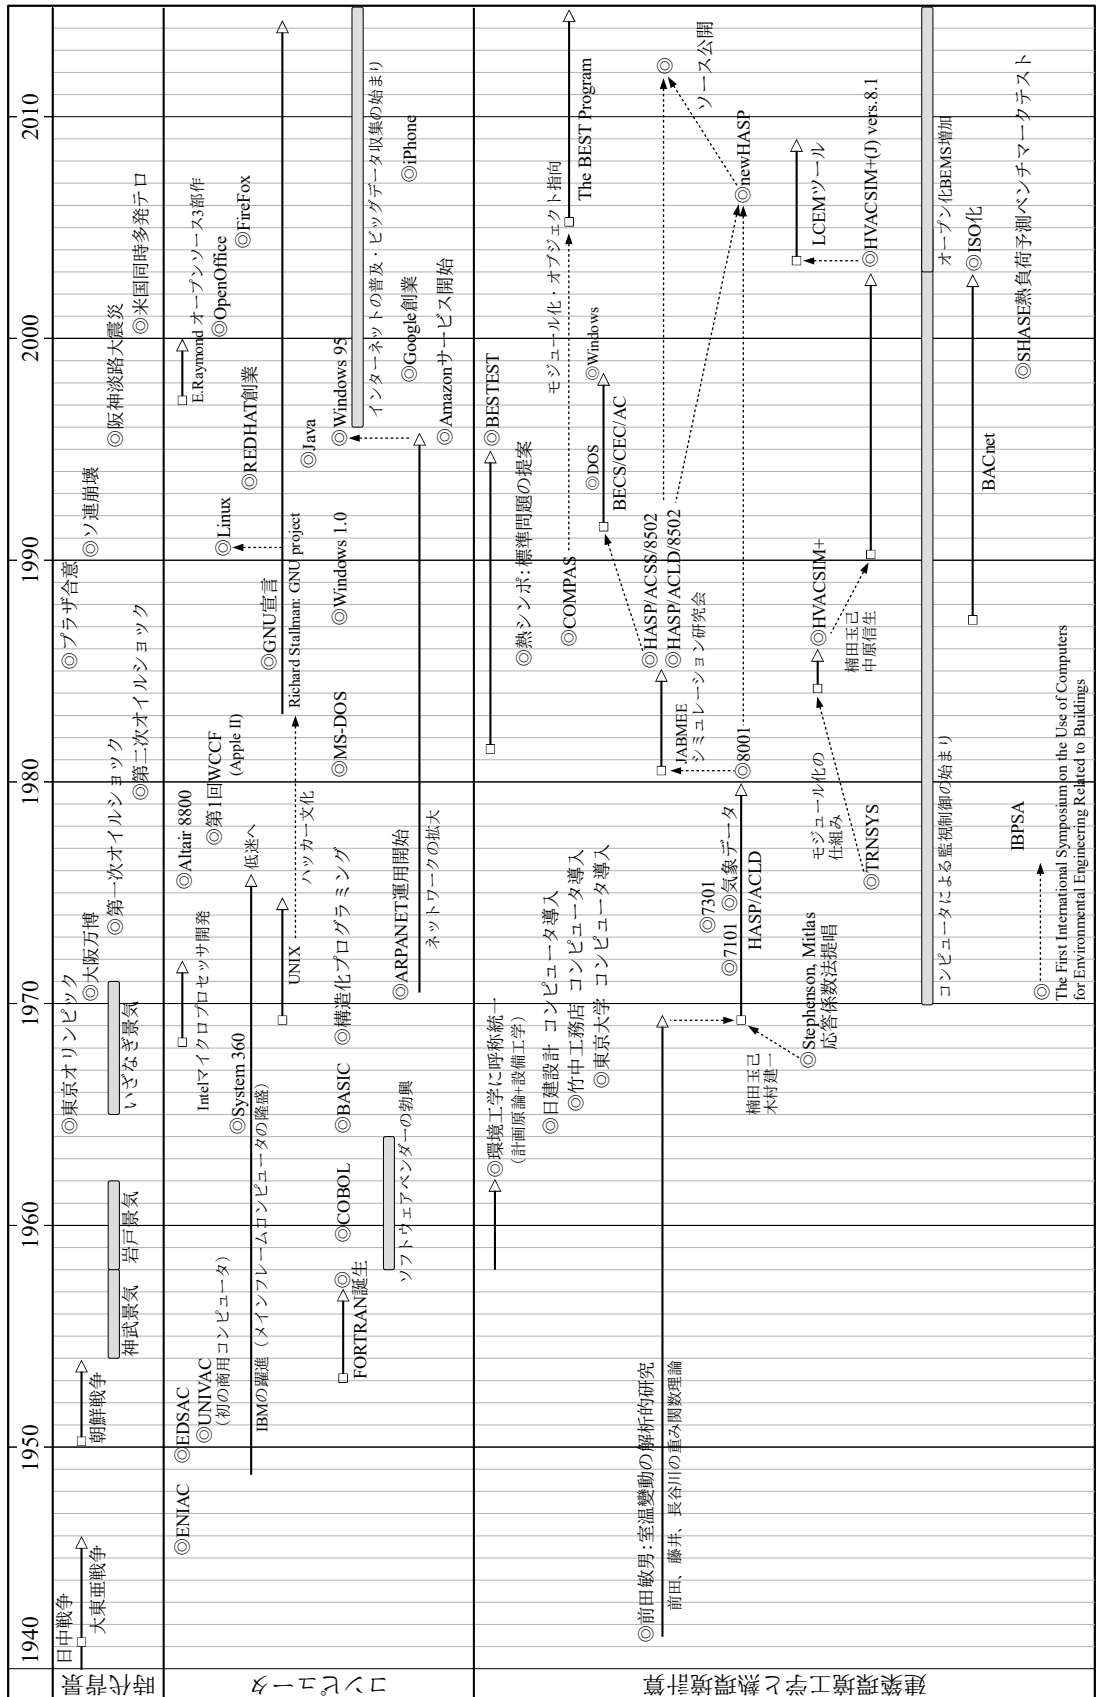 1940
1950
1960
1970
1980
1990
2000
2010
時代背景
日中戦争
大東亜戦争
朝鮮戦争
神武景気
岩戸景気
◎東京オリンピック
いざなぎ景気
◎大阪万博
◎第一次オイルショック
◎第二次オイルショック
◎プラザ合意
◎ソ連崩壊
◎阪神淡路大震災
◎米国同時多発テロ
コンピュータ
◎ENIAC
◎EDSAC
◎UNIVAC
(初の商用コンピュータ)
IBMの躍進（メインフレームコンピュータの隆盛）
低迷へ
◎System 360
Intelマイクロプロセッサ開発
◎Altair 8800
◎第1回WCCF
(Apple II)
UNIX
ハッカー文化
◎GNU宣言
Richard Stallman: GNU project
◎Linux
◎REDHAT創業
E.Raymond オープンソース3部作
◎OpenOffice
◎FireFox
FORTRAN誕生
◎
◎COBOL
◎BASIC
◎構造化プログラミング
◎MS-DOS
◎Windows 1.0
◎Java
◎Windows 95
ソフトウェアベンダーの勃興
◎ARPANET運用開始
ネットワークの拡大
インターネットの普及・ビッグデータ収集の始まり
◎Google創業
◎Amazonサービス開始
◎iPhone
建築環境工学と熱環境計算
◎環境工学に呼称統一
(計画原論+設備工学)
◎日建設計 コンピュータ導入
◎竹中工務店 コンピュータ導入
◎東京大学 コンピュータ導入
◎BESTEST
◎熱シンポ:標準問題の提案
◎COMPAS
モジュール化・オブジェクト指向
The BEST Program
◎DOS
◎Windows
BECS/CEC/AC
◎前田敏男:室温變動の解析的研究
前田、藤井、長谷川の重み関数理論
◎HASP/ACSS/8502
◎HASP/ACLD/8502
JABMEE
シミュレーション研究会
◎
ソース公開
◎7301
◎7101
◎気象データ
HASP/ACLD
◎8001
◎newHASP
楠田玉己
木村建一
◎Stephenson, Mitlas
応答係数法提唱
モジュール化の
仕組み
◎TRNSYS
◎HVACSIM+
楠田玉己
中原信生
LCEMツール
◎HVACSIM+(J) vers.8.1
コンピュータによる監視制御の始まり
オープン化BEMS増加
BACnet
◎ISO化
◎SHASE熱負荷予測ベンチマークテスト
IBPSA
◎
The First International Symposium on the Use of Computers
for Environmental Engineering Related to Buildings